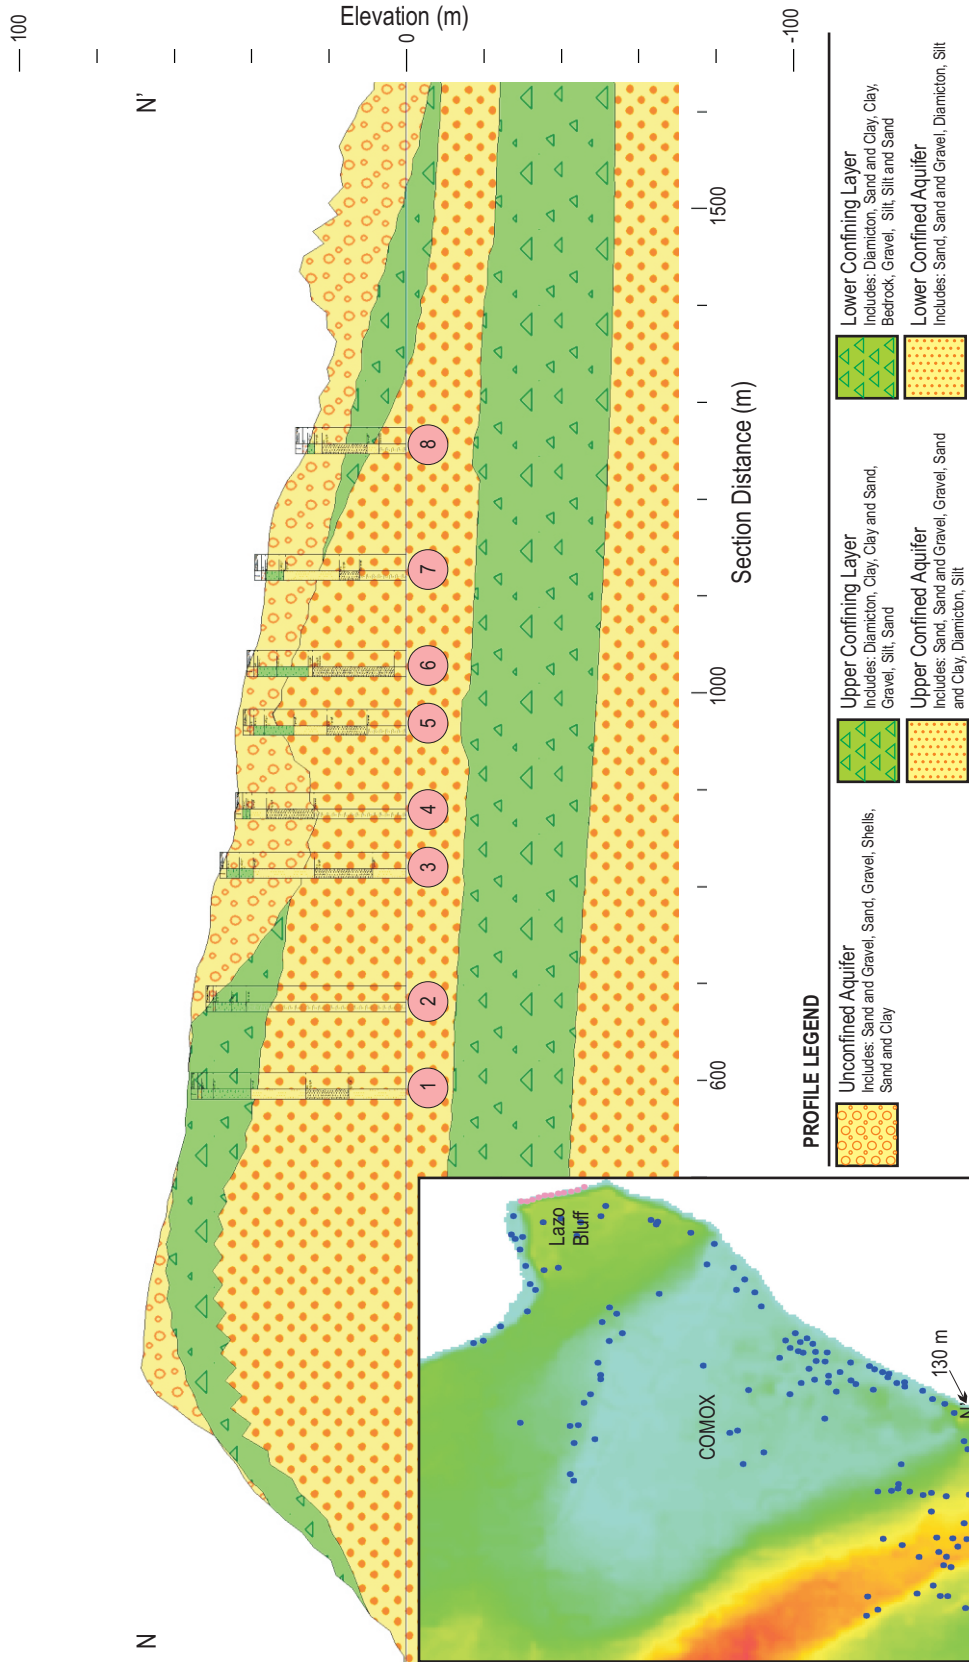 Elevation (m)
100
0
-100
N
N'
1
2
3
4
5
6
7
8
600
1000
1500
Section Distance (m)
PROFILE LEGEND
Unconfined Aquifer
Includes: Sand and Gravel, Sand, Gravel, Shells,
Sand and Clay
Upper Confining Layer
Includes: Diamicton, Clay, Clay and Sand,
Gravel, Silt, Sand
Upper Confined Aquifer
Includes: Sand, Sand and Gravel, Gravel, Sand
and Clay, Diamicton, Silt
Lower Confining Layer
Includes: Diamicton, Sand and Clay, Clay,
Bedrock, Gravel, Silt, Silt and Sand
Lower Confined Aquifer
Includes: Sand, Sand and Gravel, Diamicton, Silt
Lazo
Bluff
COMOX
130 m
N'